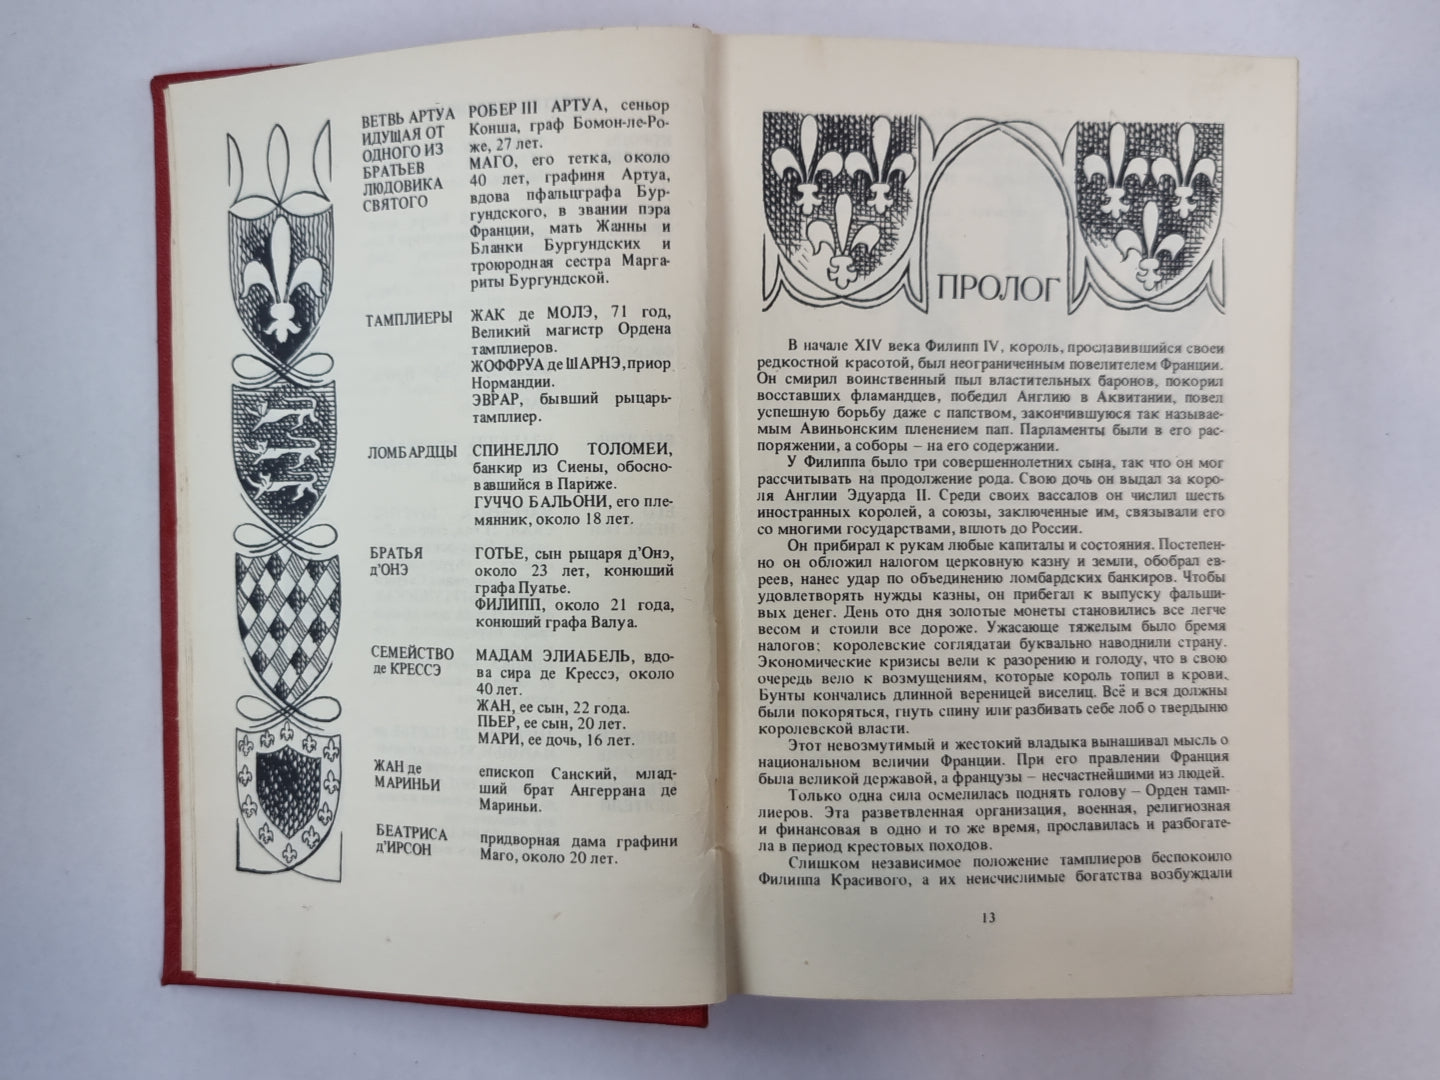 ВЕТВЬ АРТУА
ИДУЩАЯ ОТ
ОДНОГО ИЗ
БРАТЬЕВ
ЛЮДОВИКА
СВЯТОГО
РОБЕР III АРТУА, сеньор
Конша, граф Бомон-ле-Ро-
же, 27 лет.
МАГО, его тетка, около
40 лет, графиня Артуа,
вдова пфальцграфа Бур-
гундского, в звании пэра
Франции, мать Жанны и
Бланки Бургундских и
троюродная сестра Марга-
риты Бургундской.
ТАМПЛИЕРЫ
ЖАК де МОЛЭ, 71 год,
Великий магистр Ордена
тамплиеров.
ЖОФФРУА де ШАРНЭ, приор
Нормандии.
ЭВРАР, бывший рыцарь-
тамплиер.
ЛОМБАРДЦЫ
СПИНЕЛЛО ТОЛОМЕИ,
банкир из Сиены, обосно-
вавшийся в Париже.
ГУЧЧО БАЛЬОНИ, его пле-
мянник, около 18 лет.
БРАТЬЯ
д'ОНЭ
ГОТЬЕ, сын рыцаря д'Онэ,
около 23 лет, конюший
графа Пуатье.
ФИЛИПП, около 21 года,
конюший графа Валуа.
СЕМЕЙСТВО
де КРЕССЭ
МАДАМ ЭЛИАБЕЛЬ, вдо-
ва сира де Крессэ, около
40 лет.
ЖАН, ее сын, 22 года.
ПЬЕР, ее сын, 20 лет.
МАРИ, ее дочь, 16 лет.
ЖАН де
МАРИНЬИ
епископ Санский, млад-
ший брат Ангеррана де
Мариньи.
БЕАТРИСА
д'ИРСОН
придворная дама графини
Маго, около 20 лет.
ПРОЛОГ
В начале XIV века Филипп IV, король, прославившийся своей
редкостной красотой, был неограниченным повелителем Франции.
Он смирил воинственный пыл властительных баронов, покорил
восставших фламандцев, победил Англию в Аквитании, повел
успешную борьбу даже с папством, закончившуюся так называе-
мым Авиньонским пленением пап. Парламенты были в его рас-
поряжении, а соборы – на его содержании.
У Филиппа было три совершеннолетних сына, так что он мог
рассчитывать на продолжение рода. Свою дочь он выдал за коро-
ля Англии Эдуарда II. Среди своих вассалов он числил шесть
иностранных королей, а союзы, заключенные им, связывали его
со многими государствами, вплоть до России.
Он прибирал к рукам любые капиталы и состояния. Постепен-
но он обложил налогом церковную казну и земли, обобрал ев-
реев, нанес удар по объединению ломбардских банкиров. Чтобы
удовлетворять нужды казны, он прибегал к выпуску фальши-
вых денег. День ото дня золотые монеты становились все легче
весом и стоили все дороже. Ужасающе тяжелым было бремя
налогов; королевские соглядатаи буквально наводнили страну.
Экономические кризисы вели к разорению и голоду, что в свою
очередь вело к возмущениям, которые король топил в крови.
Бунты кончались длинной вереницей виселиц. Всё и вся должны
были покоряться, гнуть спину или разбивать себе лоб о твердыню
королевской власти.
Этот невозмутимый и жестокий владыка вынашивал мысль о
национальном величии Франции. При его правлении Франция
была великой державой, а французы – несчастнейшими из людей.
Только одна сила осмелилась поднять голову – Орден тамп-
лиеров. Эта разветвленная организация, военная, религиозная
и финансовая в одно и то же время, прославилась и разбогате-
ла в период крестовых походов.
Слишком независимое положение тамплиеров беспокоило
Филиппа Красивого, а их неисчислимые богатства возбуждали
13